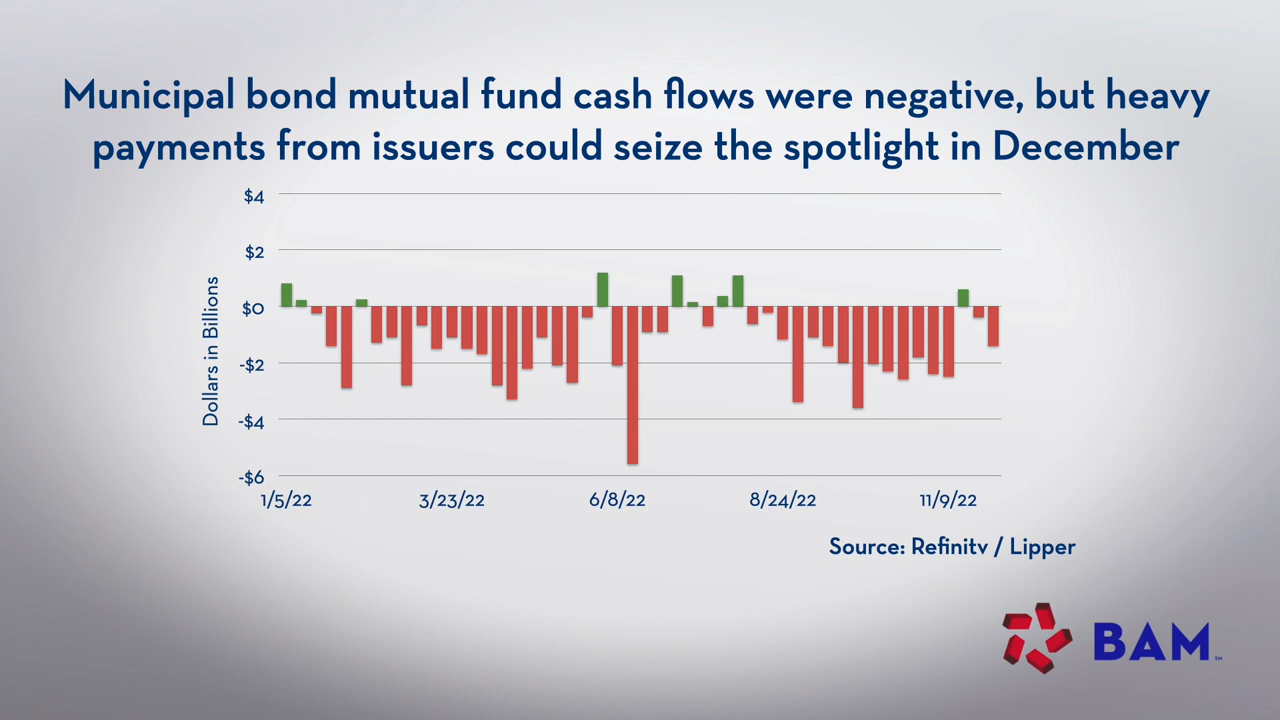 Municipal bond mutual fund cash flows were negative, but heavy
payments from issuers could seize the spotlight in December
$4
$2
$0
-$2
-$4
-$6
Dollars in Billions
1/5/22 3/23/22 6/8/22 8/24/22 11/9/22
Source: Refinitv / Lipper
BAM℠